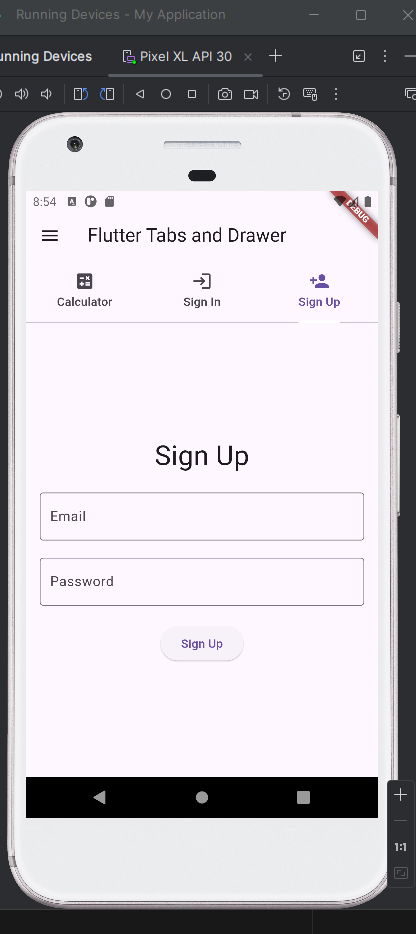 Running Devices - My Application
unning Devices
Pixel XL API 30
8:54
DEBUG
Flutter Tabs and Drawer
Calculator
Sign In
Sign Up
Sign Up
Email
Password
Sign Up
1:1